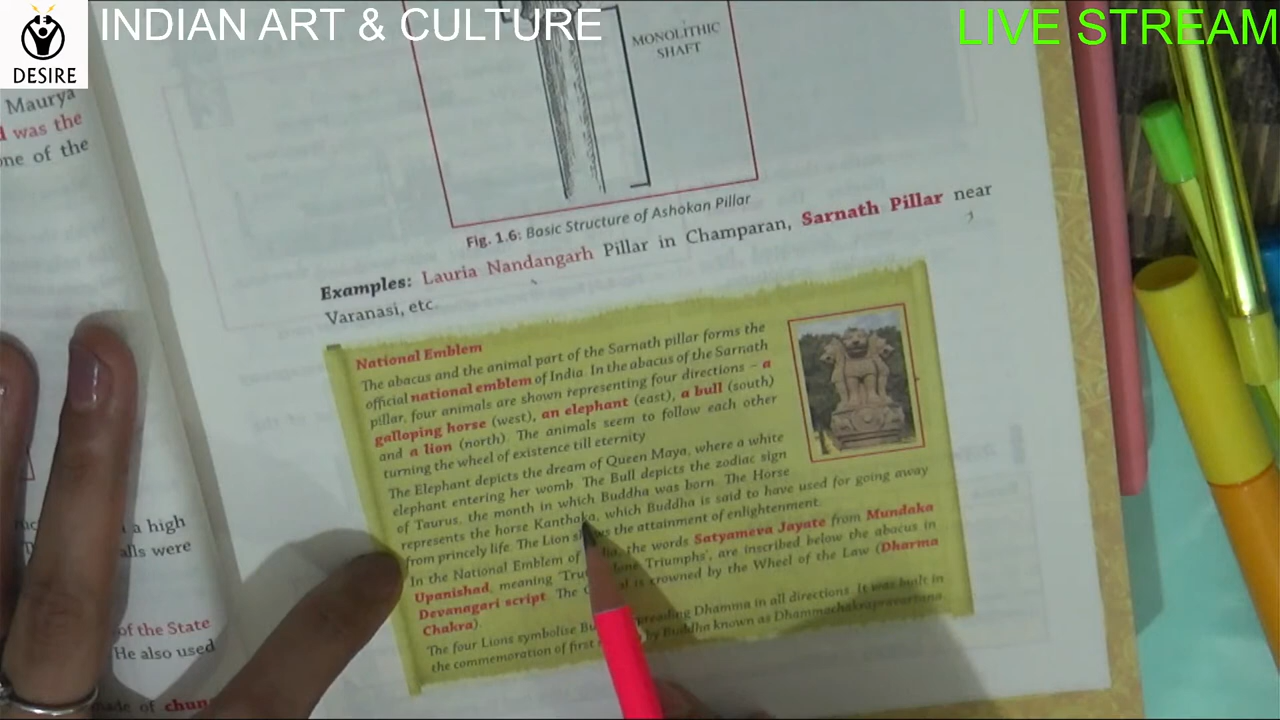 INDIAN ART & CULTURE
LIVE STREAM
DESIRE
Maurya
was the
one of the
a high
alls were
of the State
He also used
made of chun
MONOLITHIC
SHAFT
Fig. 1.6: Basic Structure of Ashokan Pillar
Examples: Lauria Nandangarh Pillar in Champaran, Sarnath Pillar near
Varanasi, etc.
National Emblem
The abacus and the animal part of the Sarnath pillar forms the
official national emblem of India. In the abacus of the Sarnath
pillar, four animals are shown representing four directions – a
galloping horse (west), an elephant (east), a bull (south)
and a lion (north). The animals seem to follow each other
turning the wheel of existence till eternity
The Elephant depicts the dream of Queen Maya, where a white
elephant entering her womb. The Bull depicts the zodiac sign
of Taurus, the month in which Buddha was born. The Horse
represents the horse Kanthaka, which Buddha is said to have used for going away
from princely life. The Lion the attainment of enlightenment.
In the National Emblem of the words Satyameva Jayate from Mundaka
Upanishad, meaning Triumphs', are inscribed below the abacus in
Devanagari script. The is crowned by the Wheel of the Law (Dharma
Chakra).
The four Lions symbolise spreading Dhamma in all directions. It was built in
the commemoration of first by Buddha known as Dhammachakrapravartana.